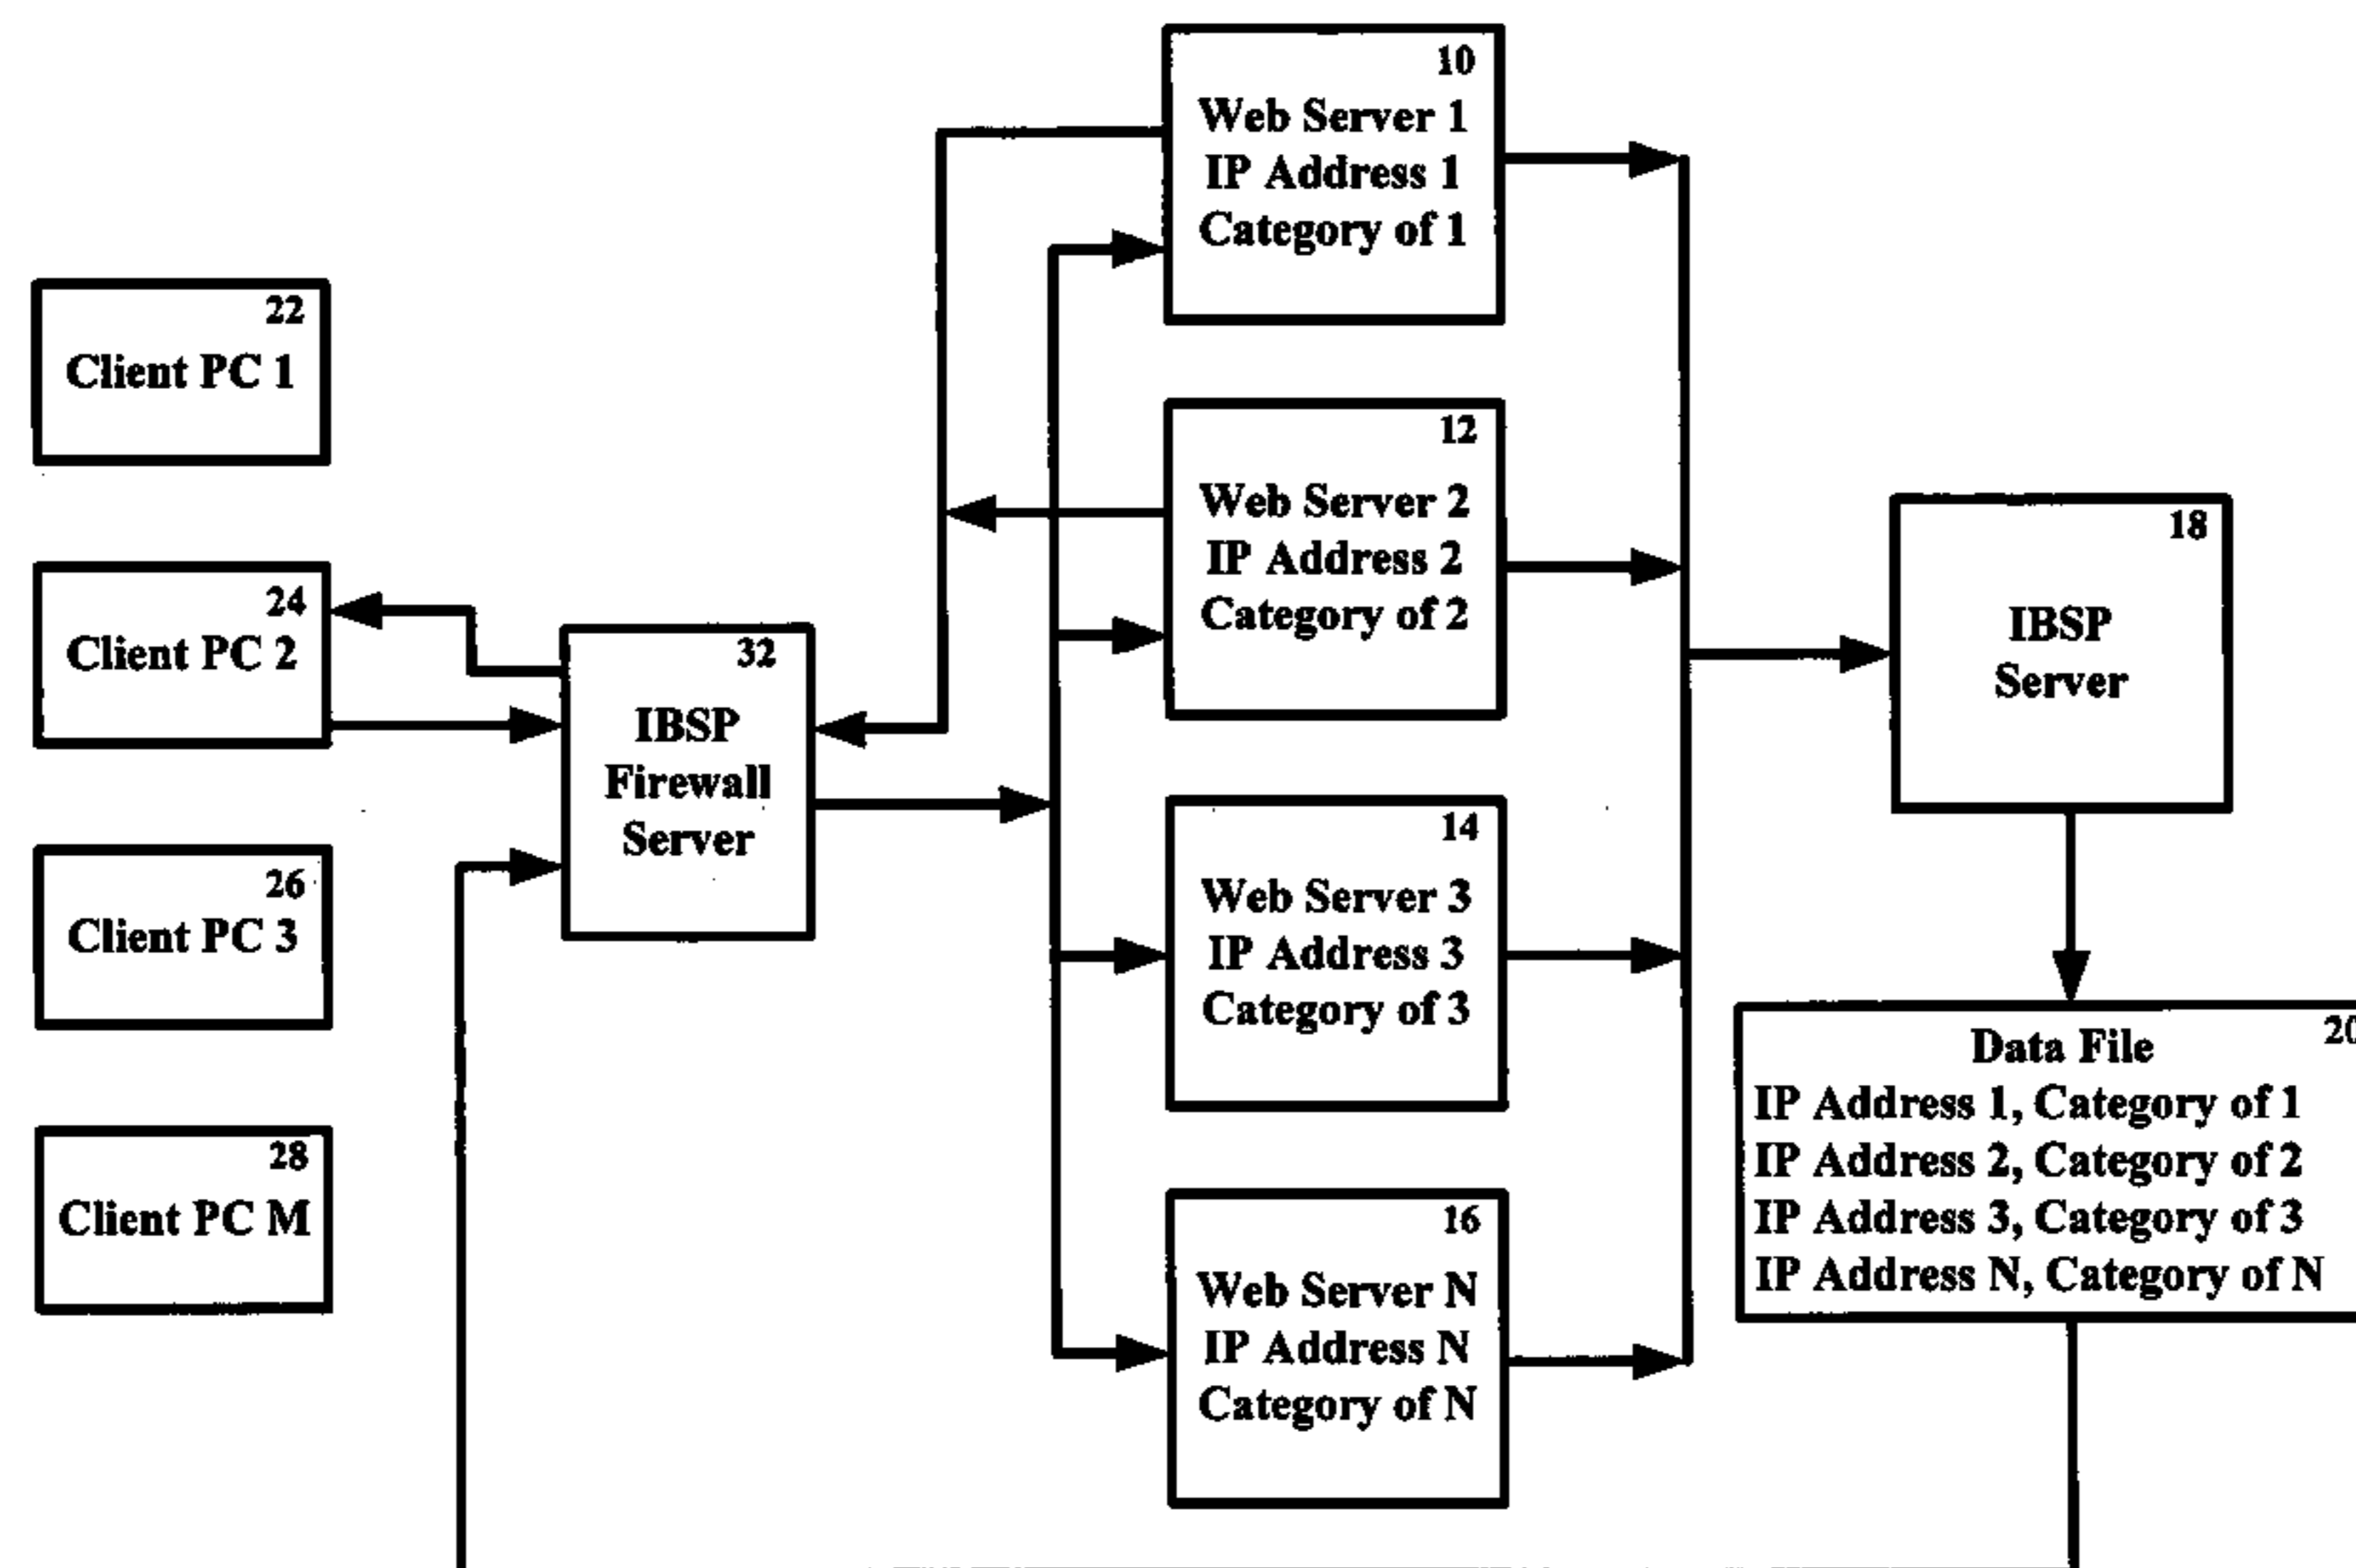 22
Client PC 1
24
Client PC 2
26
Client PC 3
28
Client PC M
32
IBSP
Firewall
Server
10
Web Server 1
IP Address 1
Category of 1
12
Web Server 2
IP Address 2
Category of 2
14
Web Server 3
IP Address 3
Category of 3
16
Web Server N
IP Address N
Category of N
18
IBSP
Server
20
Data File
IP Address 1, Category of 1
IP Address 2, Category of 2
IP Address 3, Category of 3
IP Address N, Category of N